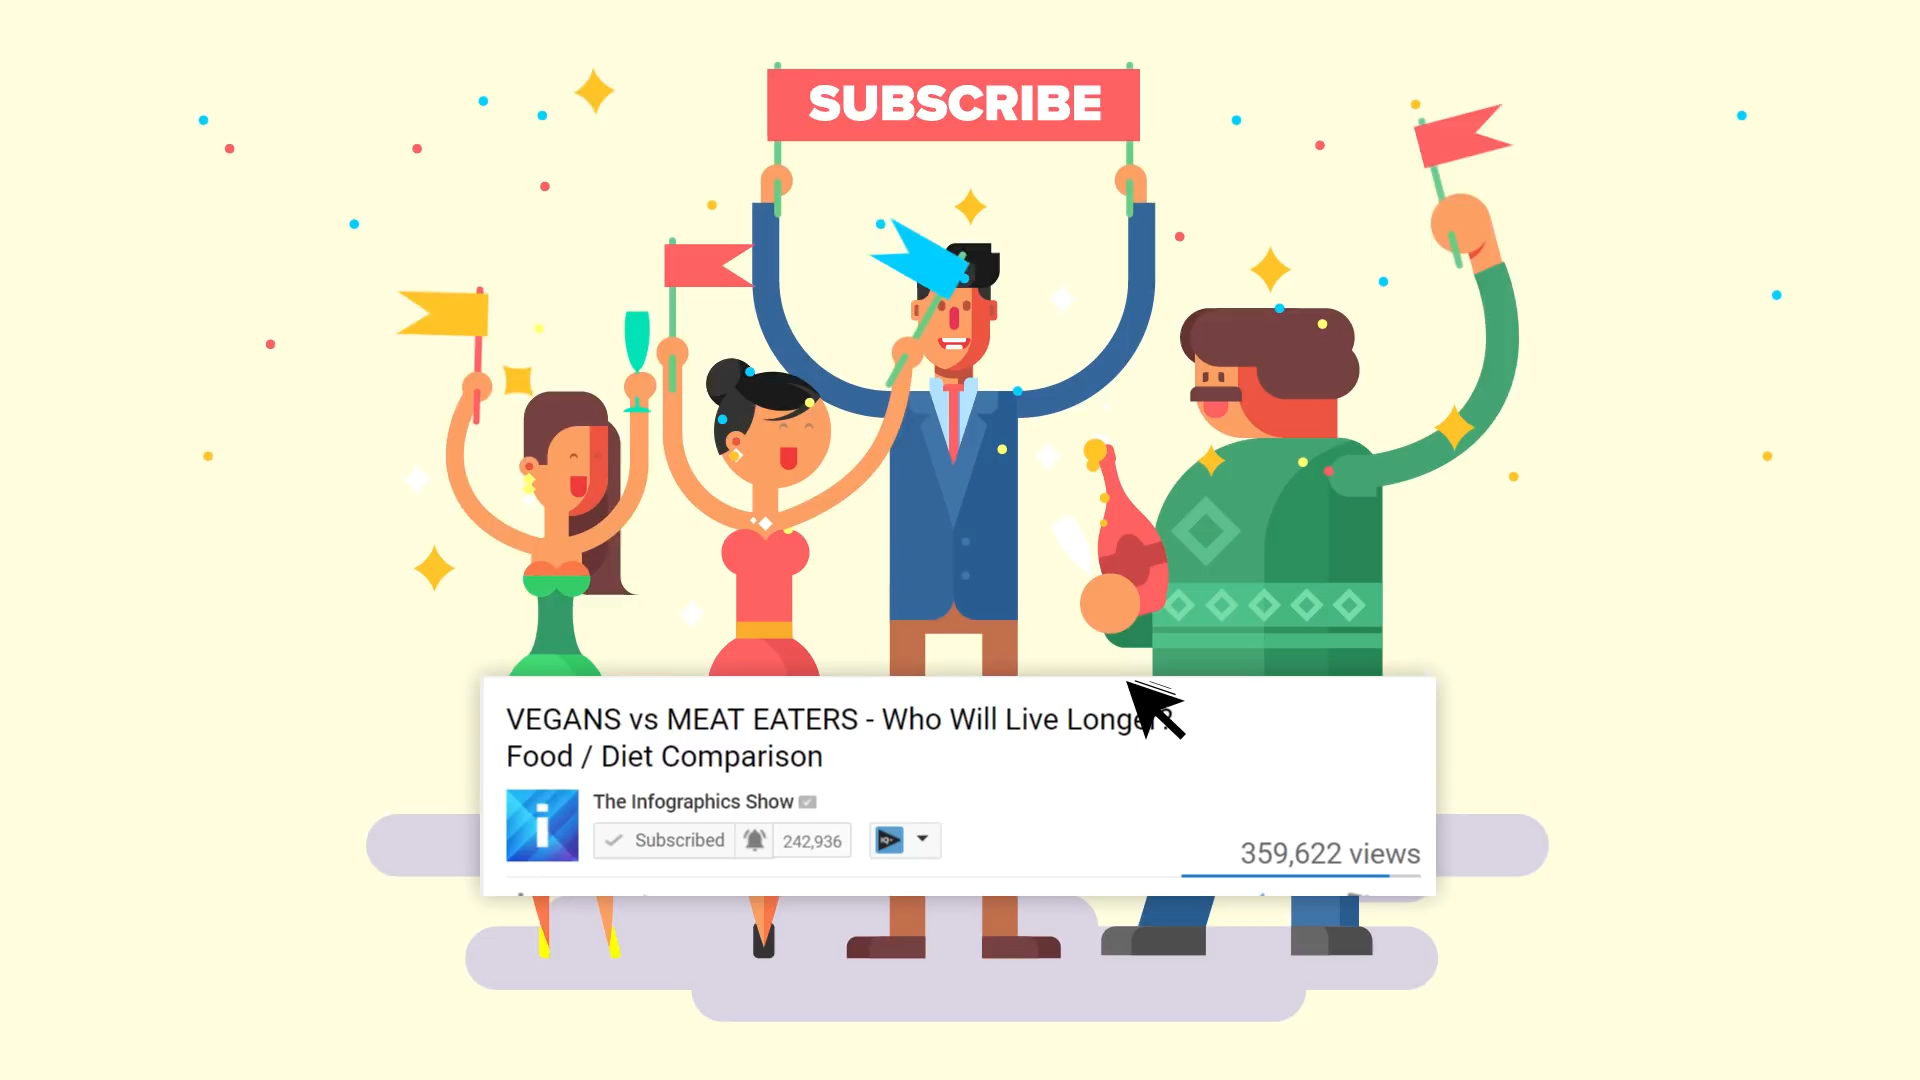 SUBSCRIBE
VEGANS vs MEAT EATERS - Who Will Live Longer?
Food / Diet Comparison
The Infographics Show
Subscribed 242,936
359,622 views